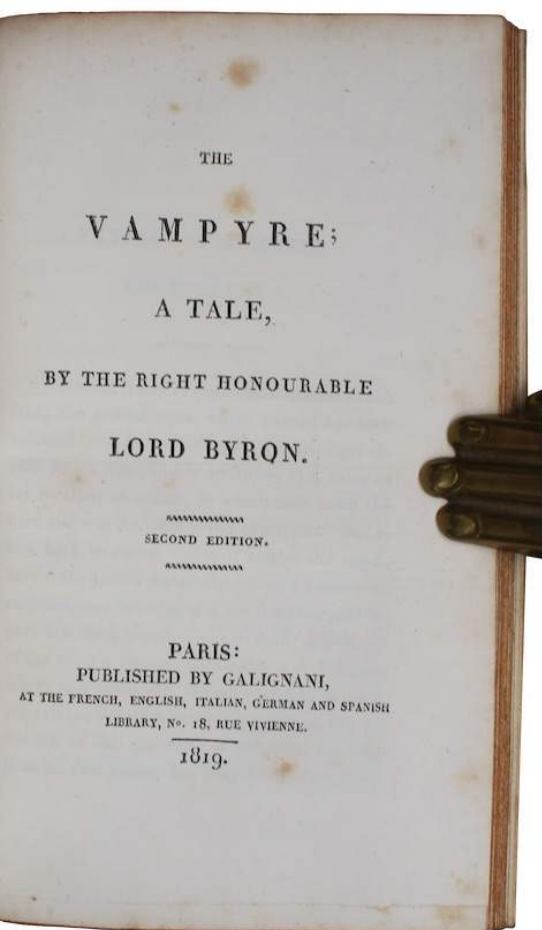 THE
VAMPYRE;
A TALE,
BY THE RIGHT HONOURABLE
LORD BYRON.
SECOND EDITION.
PARIS:
PUBLISHED BY GALIGNANI,
AT THE FRENCH, ENGLISH, ITALIAN, GERMAN AND SPANISH
LIBRARY, Nº. 18, RUE VIVIENNE.
1819.